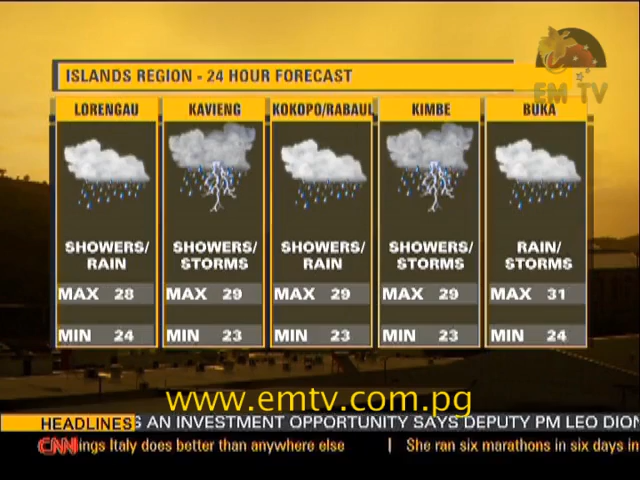 ISLANDS REGION - 24 HOUR FORECAST
EM TV
LORENGAU KAVIENG KOKOPO/RABAUL KIMBE BUKA
SHOWERS/ SHOWERS/ SHOWERS/ SHOWERS/ RAIN/
RAIN STORMS RAIN STORMS STORMS
MAX 28 MAX 29 MAX 29 MAX 29 MAX 31
MIN 24 MIN 23 MIN 23 MIN 23 MIN 24
www.emtv.com.pg
HEADLINES S AN INVESTMENT OPPORTUNITY SAYS DEPUTY PM LEO DION
CNN ings Italy does better than anywhere else | She ran six marathons in six days in